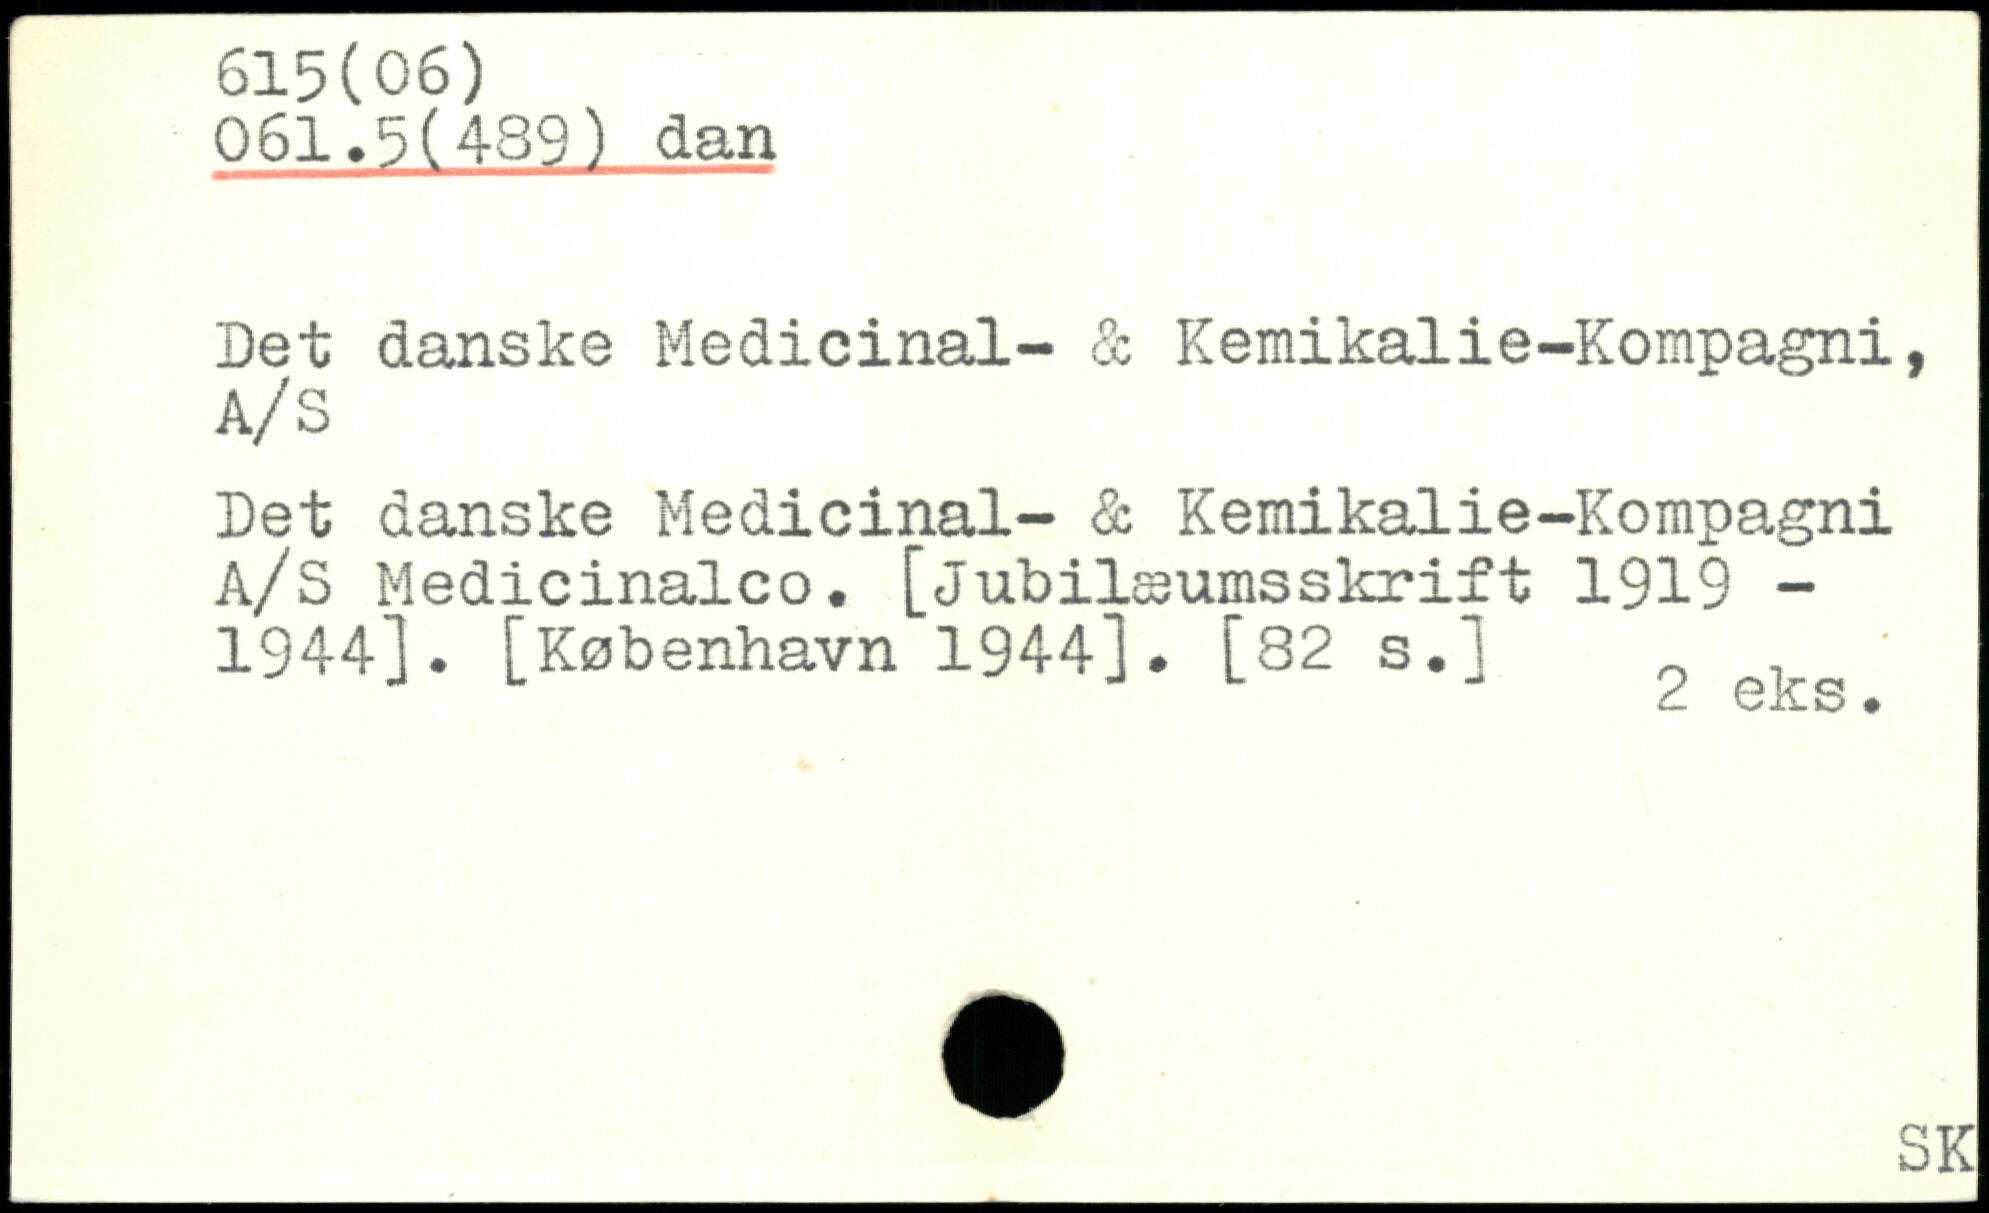 615(06)
061.5(489) dan
Det danske Medicinal- & Kemikalie-Kompagni,
A/S
Det danske Medicinal- & Kemikalie-Kompagni
A/S Medicinalco. [Jubilæumsskrift 1919 -
1944]. [København 1944]. [82 s.]
2 eks.
SK